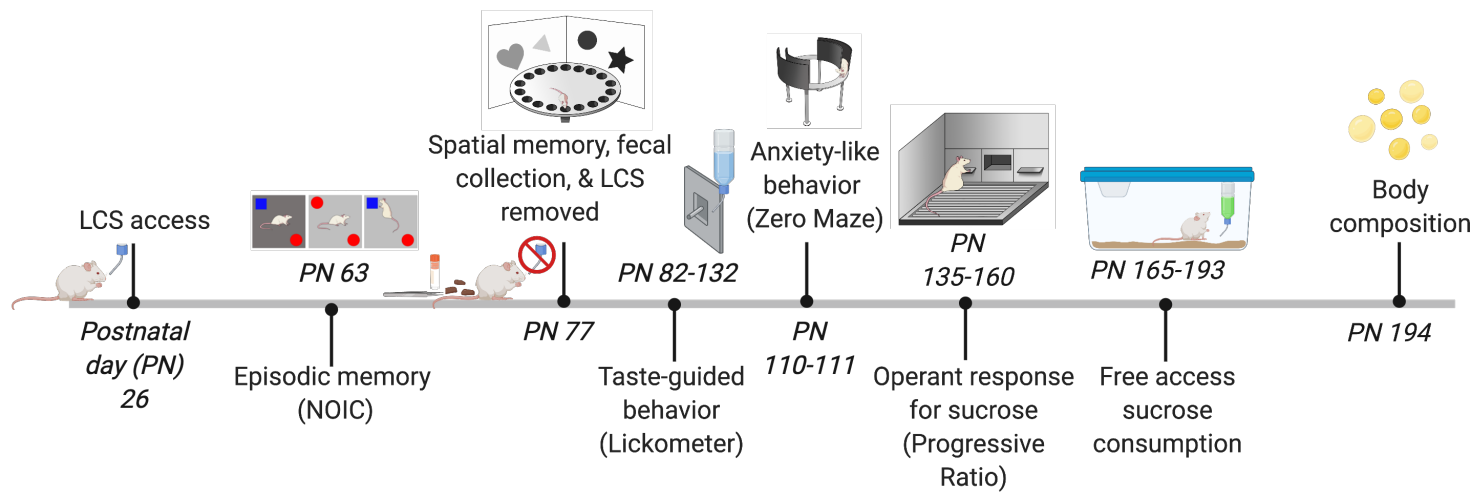 LCS access
Postnatal
day (PN)
26
PN 63
Episodic memory
(NOIC)
Spatial memory, fecal
collection, & LCS
removed
PN 77
PN 82-132
Taste-guided
behavior
(Lickometer)
Anxiety-like
behavior
(Zero Maze)
PN
110-111
PN
135-160
Operant response
for sucrose
(Progressive
Ratio)
PN 165-193
Free access
sucrose
consumption
Body
composition
PN 194